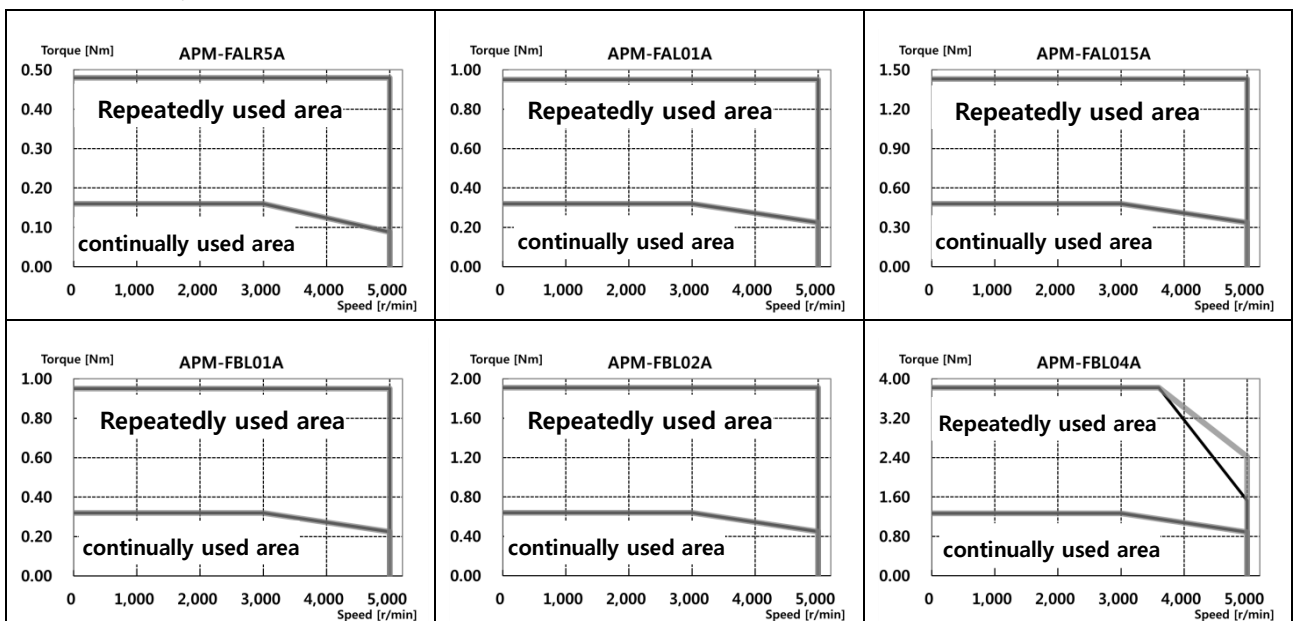 Torque [Nm] APM-FALR5A
0.50
0.40
Repeatedly used area
0.30
0.20
0.10
continually used area
0.00
0 1,000 2,000 3,000 4,000 5,000
Speed [r/min]
Torque [Nm] APM-FAL01A
1.00
0.80
Repeatedly used area
0.60
0.40
0.20
continually used area
0.00
0 1,000 2,000 3,000 4,000 5,000
Speed [r/min]
Torque [Nm] APM-FAL015A
1.50
1.20
Repeatedly used area
0.90
0.60
0.30
continually used area
0.00
0 1,000 2,000 3,000 4,000 5,000
Speed [r/min]
Torque [Nm] APM-FBL01A
1.00
0.80
Repeatedly used area
0.60
0.40
0.20
continually used area
0.00
0 1,000 2,000 3,000 4,000 5,000
Speed [r/min]
Torque [Nm] APM-FBL02A
2.00
1.60
Repeatedly used area
1.20
0.80
0.40
continually used area
0.00
0 1,000 2,000 3,000 4,000 5,000
Speed [r/min]
Torque [Nm] APM-FBL04A
4.00
3.20
Repeatedly used area
2.40
1.60
0.80
continually used area
0.00
0 1,000 2,000 3,000 4,000 5,000
Speed [r/min]